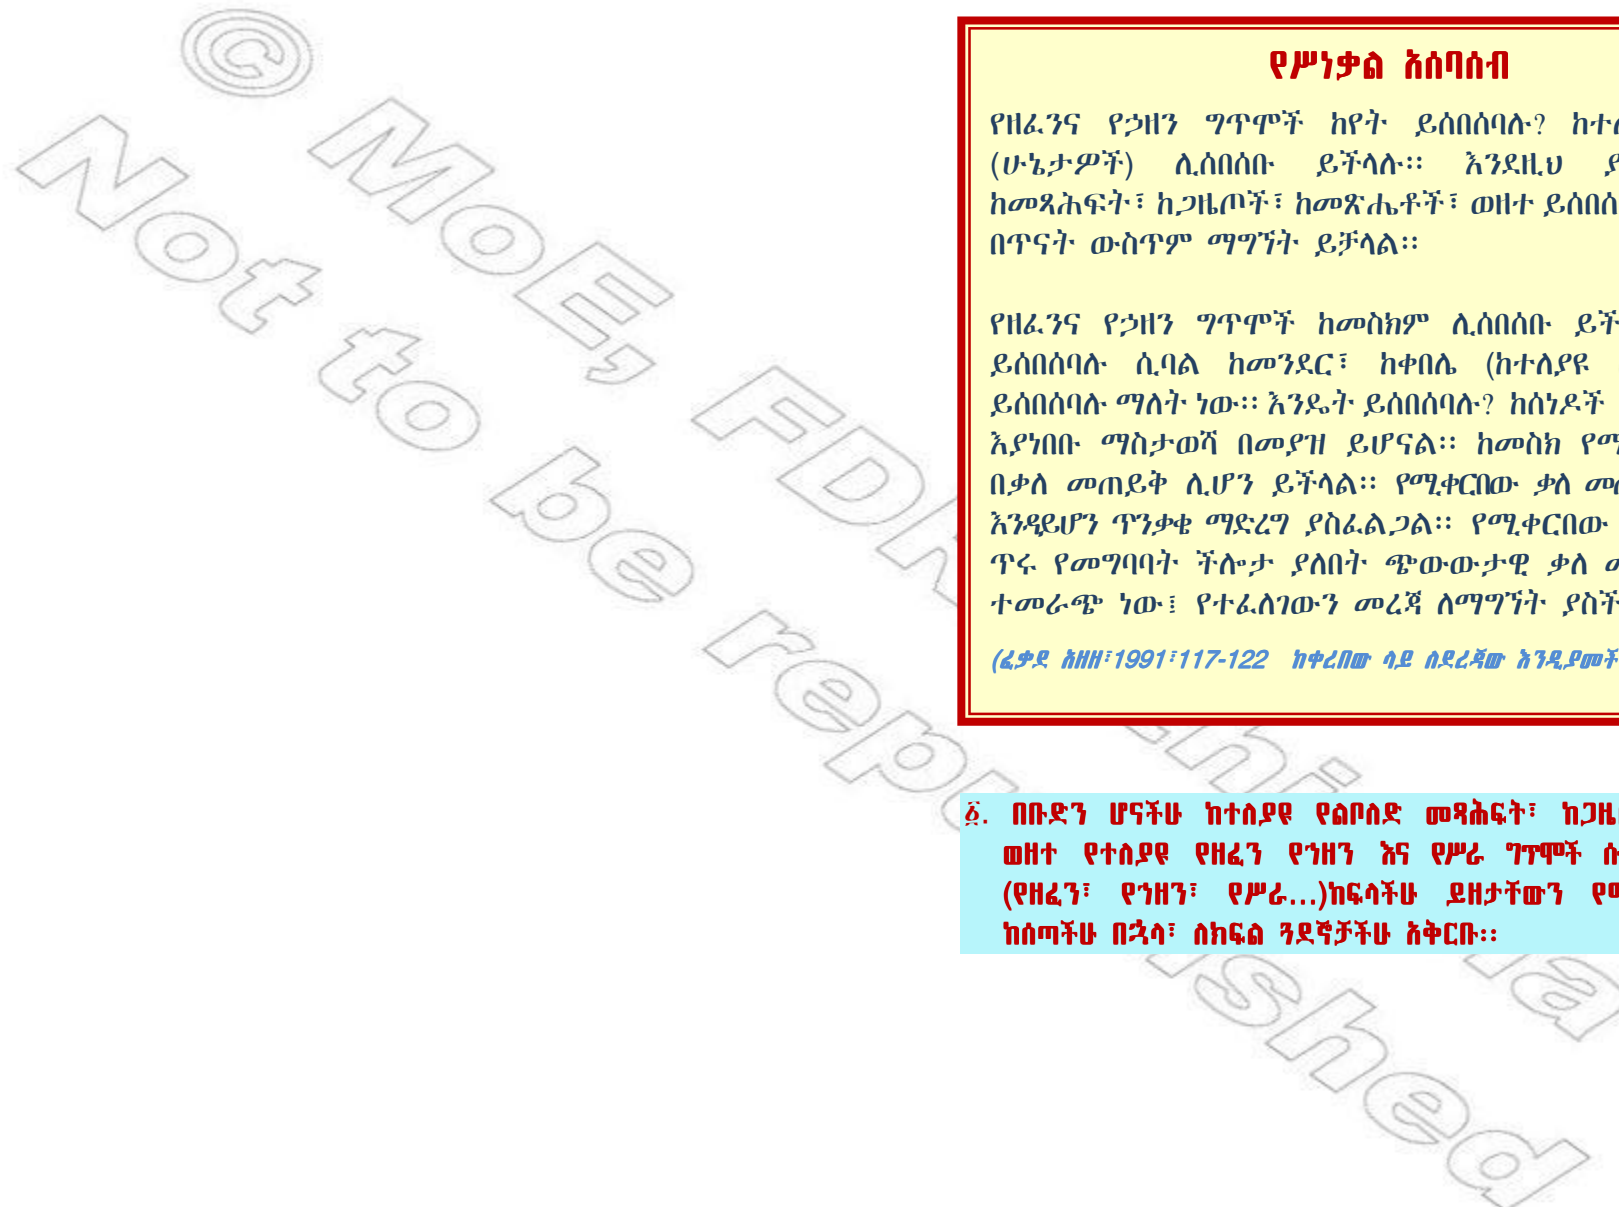 የሥነቃል አሰባሰብ
የዘፈንና የኃዘን ግጥሞች ከየት ይሰበሰባሉ?
(ሁኔታዎች) ሊሰበሰቡ ይችላሉ፡፡ እንደዚህ
ከመጻሕፍት፣ ከጋዜጦች፣ ከመጽሔቶች፣ ወዘተ
በጥናት ውስጥም ማግኘት ይቻላል፡፡
የዘፈንና የኃዘን ግጥሞች ከመስክም ሊሰበሰቡ
ይሰበሰባሉ ሲባል ከመንደር፣ ከቀበሌ (ከተለያዩ
ይሰበሰባሉ ማለት ነው፡፡ እንዴት ይሰበሰባሉ? ከሰነዶች
እያነበቡ ማስታወሻ በመያዝ ይሆናል፡፡ ከመስክ
በቃለ መጠይቅ ሊሆን ይችላል፡፡ የሚቀርበው ቃለ
እንዳይሆን ጥንቃቄ ማድረግ ያስፈልጋል፡፡ የሚቀርበው
ጥሩ የመግባባት ችሎታ ያለበት ጭውውታዊ ቃለ
ተመራጭ ነው፤ የተፈለገውን መረጃ ለማግኘት
(ፈቃደ አዘዘ፣1991፣117-122 ከቀረበው ላይ ለደረጃው
፩. በቡድን ሆናችሁ ከተለያዩ የልቦለድ መጻሕፍት፣
ወዘተ የተለያዩ የዘፈን የኀዘን እና የሥራ ግጥሞች
(የዘፈን፣ የኀዘን፣ የሥራ...)ከፍላችሁ ይዘታቸውን
ከሰጣችሁ በኋላ፣ ለክፍል ጓደኞቻችሁ አቅርቡ፡፡
© MoE, FDR
Not to be republished